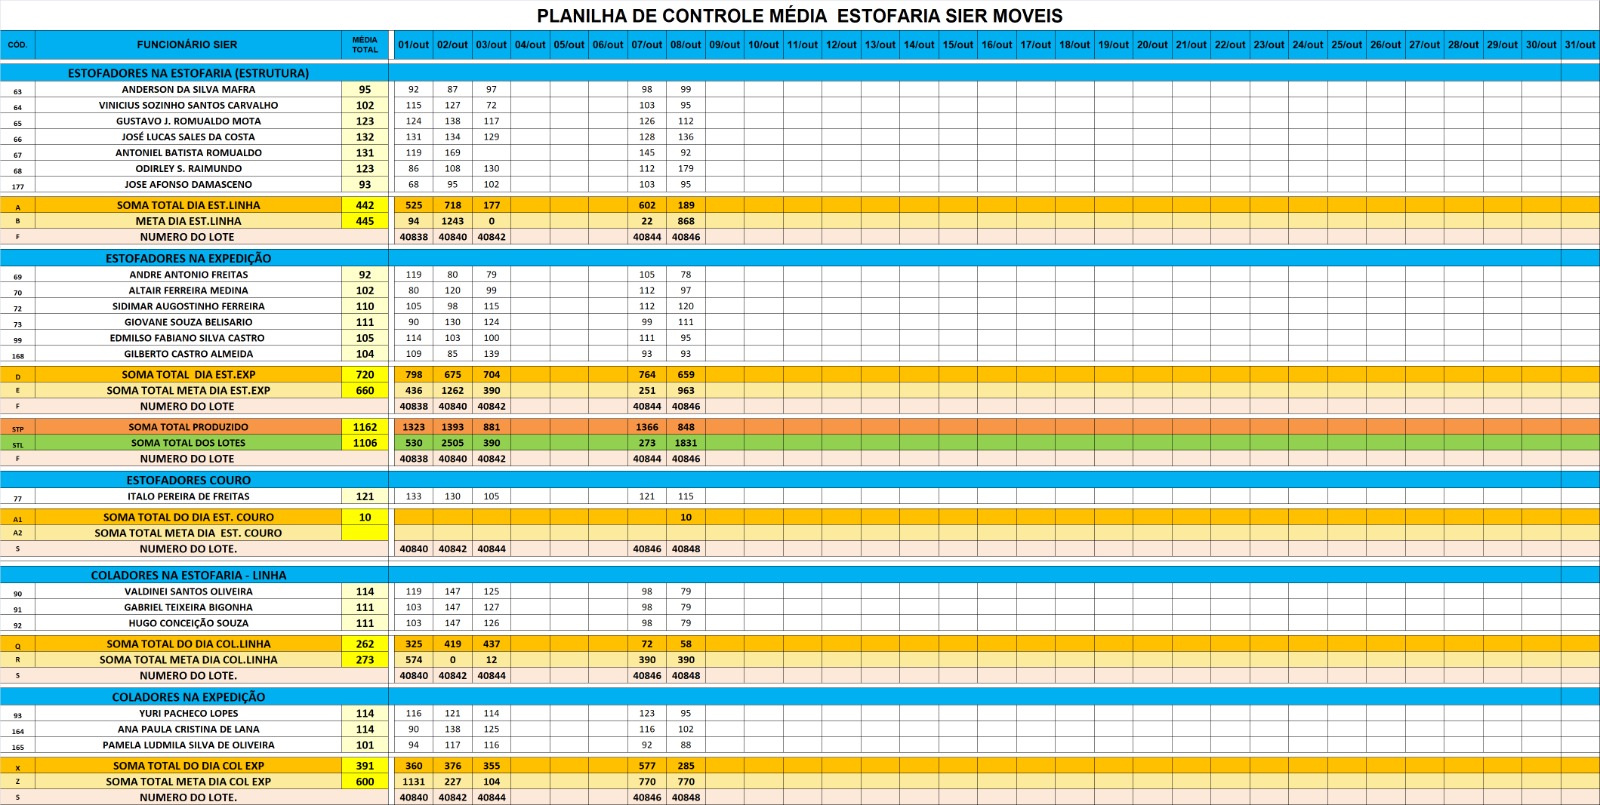 PLANILHA DE CONTROLE MÉDIA  ESTOFARIA SIER MOVEIS
CÓD. FUNCIONÁRIO SIER MÉDIA TOTAL 01/out 02/out 03/out 04/out 05/out 06/out 07/out 08/out 09/out 10/out 11/out 12/out 13/out 14/out 15/out 16/out 17/out 18/out 19/out 20/out 21/out 22/out 23/out 24/out 25/out 26/out 27/out 28/out 29/out 30/out 31/out
ESTOFADORES NA ESTOFARIA (ESTRUTURA)
63 ANDERSON DA SILVA MAFRA 95 92 87 97 98 99
64 VINICIUS SOZINHO SANTOS CARVALHO 102 115 127 72 103 95
65 GUSTAVO J. ROMUALDO MOTA 123 124 138 117 126 112
66 JOSÉ LUCAS SALES DA COSTA 132 131 134 129 128 136
67 ANTONIEL BATISTA ROMUALDO 131 119 169 145 92
68 ODIRLEY S. RAIMUNDO 123 86 108 130 112 179
177 JOSE AFONSO DAMASCENO 93 68 95 102 103 95
A SOMA TOTAL DIA EST.LINHA 442 525 718 177 602 189
B META DIA EST.LINHA 445 94 1243 0 22 868
F NUMERO DO LOTE 40838 40840 40842 40844 40846
ESTOFADORES NA EXPEDIÇÃO
69 ANDRE ANTONIO FREITAS 92 119 80 79 105 78
70 ALTAIR FERREIRA MEDINA 102 80 120 99 112 97
72 SIDIMAR AUGOSTINHO FERREIRA 110 105 98 115 112 120
73 GIOVANE SOUZA BELISARIO 111 90 130 124 99 111
99 EDMILSO FABIANO SILVA CASTRO 105 114 103 100 111 95
168 GILBERTO CASTRO ALMEIDA 104 109 85 139 93 93
D SOMA TOTAL  DIA EST.EXP 720 798 675 704 764 659
E SOMA TOTAL META DIA EST.EXP 660 436 1262 390 251 963
F NUMERO DO LOTE 40838 40840 40842 40844 40846
STP SOMA TOTAL PRODUZIDO 1162 1323 1393 881 1366 848
STL SOMA TOTAL DOS LOTES 1106 530 2505 390 273 1831
F NUMERO DO LOTE 40838 40840 40842 40844 40846
ESTOFADORES COURO
77 ITALO PEREIRA DE FREITAS 121 133 130 105 121 115
A1 SOMA TOTAL DO DIA EST. COURO 10 10
A2 SOMA TOTAL META DIA  EST. COURO
S NUMERO DO LOTE. 40840 40842 40844 40846 40848
COLADORES NA ESTOFARIA - LINHA
90 VALDINEI SANTOS OLIVEIRA 114 119 147 125 98 79
91 GABRIEL TEIXEIRA BIGONHA 111 103 147 127 98 79
92 HUGO CONCEIÇÃO SOUZA 111 103 147 126 98 79
Q SOMA TOTAL DO DIA COL.LINHA 262 325 419 437 72 58
R SOMA TOTAL META DIA COL.LINHA 273 574 0 12 390 390
S NUMERO DO LOTE. 40840 40842 40844 40846 40848
COLADORES NA EXPEDIÇÃO
93 YURI PACHECO LOPES 114 116 121 114 123 95
164 ANA PAULA CRISTINA DE LANA 114 90 138 125 116 102
165 PAMELA LUDMILA SILVA DE OLIVEIRA 101 94 117 116 92 88
X SOMA TOTAL DO DIA COL EXP 391 360 376 355 577 285
Z SOMA TOTAL META DIA COL EXP 600 1131 227 104 770 770
S NUMERO DO LOTE. 40840 40842 40844 40846 40848